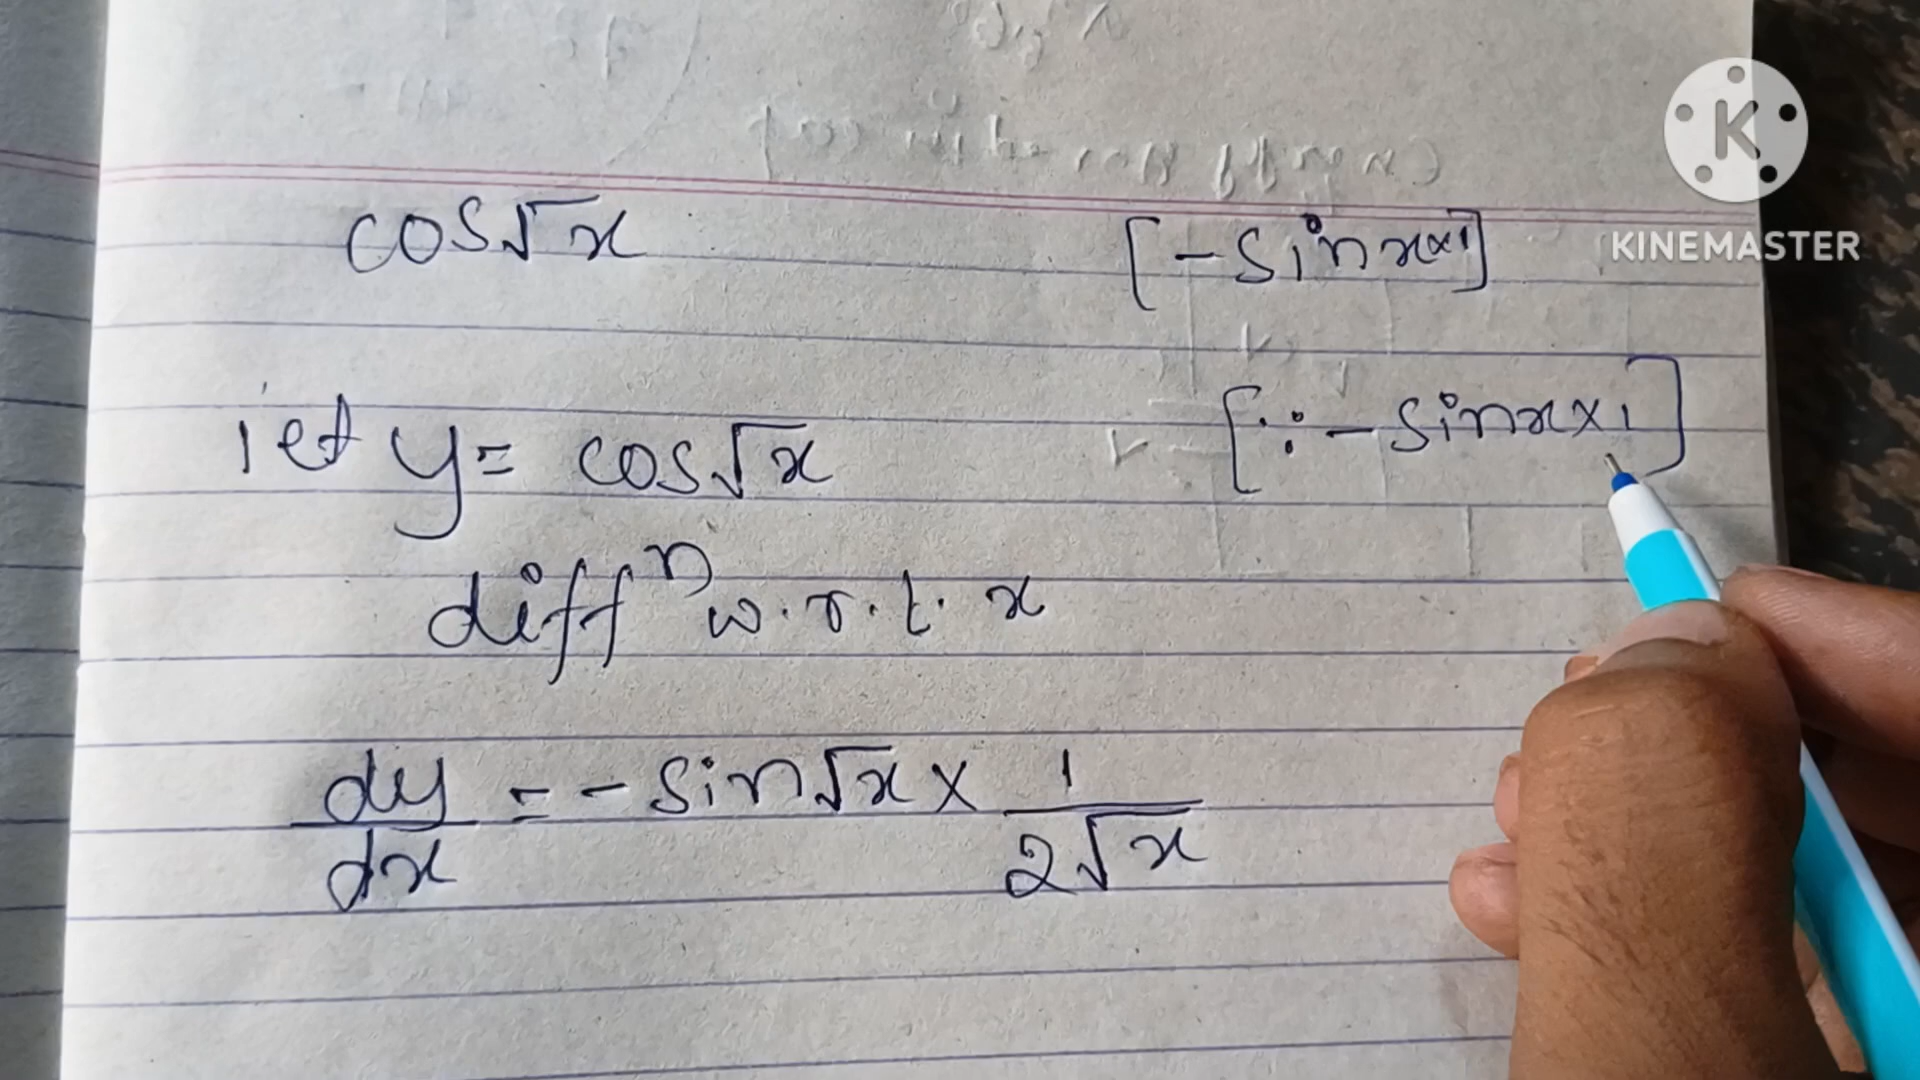 cos√x [-sinx×1]
let y = cos√x [∵ -sinx×1]
diffⁿ w.r.t. x
dy/dx = -sin√x × 1/2√x
K
KINEMASTER